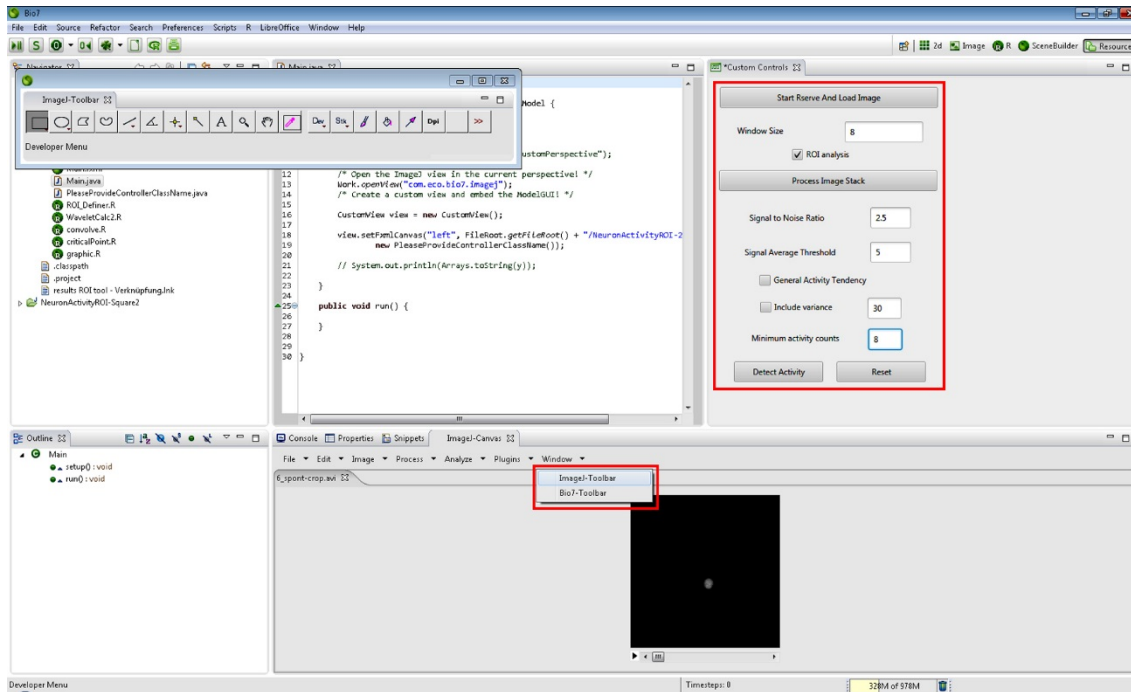 Bio7
File Edit Source Refactor Search Preferences Scripts R LibreOffice Window Help
2d Image R SceneBuilder Resource
Navigator
Main.java
*Custom Controls
ImageJ-Toolbar
Dev Stk Dpi >>
Developer Menu
Model {
ustomPerspective");
Main.java
PleaseProvideControllerClassName.java
ROI_Definer.R
WaveletCalc2.R
convolve.R
criticalPoint.R
graphic.R
.classpath
.project
results ROI tool - Verknüpfung.lnk
NeuronActivityROI-Square2
12 /* Open the ImageJ view in the current perspective! */
13 Work.openView("com.eco.bio7.imagej");
14 /* Create a custom view and embed the ModelGUI! */
15
16 CustomView view = new CustomView();
17
18 view.setFxmlCanvas("left", FileRoot.getFileRoot() + "/NeuronActivityROI-2
19 new PleaseProvideControllerClassName());
20
21 // System.out.println(Arrays.toString(y));
22
23 }
24
25 public void run() {
26
27 }
28
29
30 }
Start Rserve And Load Image
Window Size 8
ROI analysis
Process Image Stack
Signal to Noise Ratio 2.5
Signal Average Threshold 5
General Activity Tendency
Include variance 30
Minimum activity counts 8
Detect Activity Reset
Outline
Main
setup() : void
run() : void
Console Properties Snippets ImageJ-Canvas
File Edit Image Process Analyze Plugins Window
6_spont-crop.avi
ImageJ-Toolbar
Bio7-Toolbar
Developer Menu
Timesteps: 0
328M of 978M